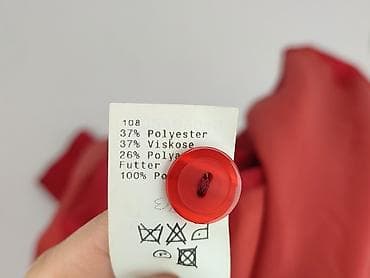 108
37% Polyester
37% Viskose
26%
Futter
100%